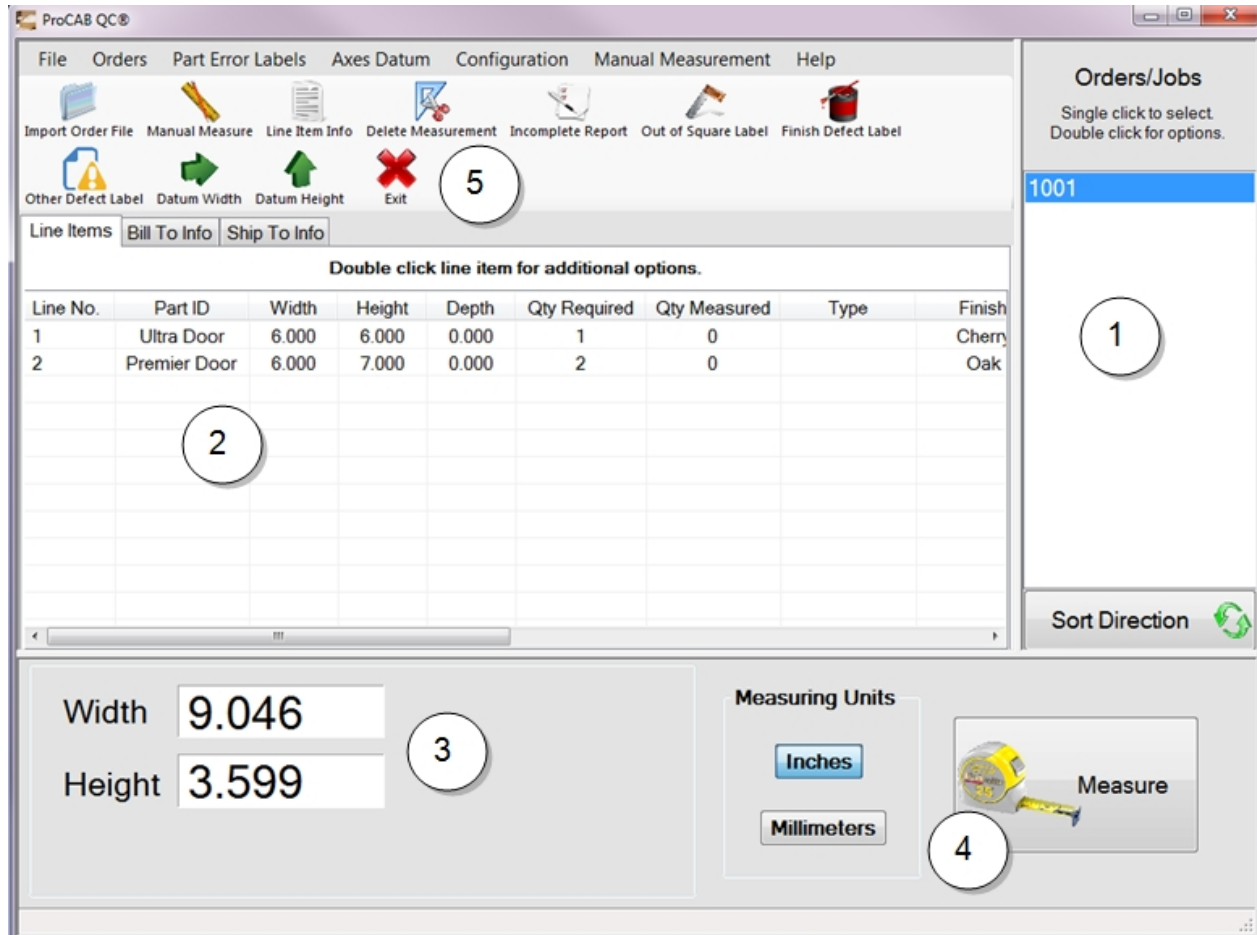 ProCAB QC®
File Orders Part Error Labels Axes Datum Configuration Manual Measurement Help
Import Order File Manual Measure Line Item Info Delete Measurement Incomplete Report Out of Square Label Finish Defect Label
Other Defect Label Datum Width Datum Height Exit
5
Line Items Bill To Info Ship To Info
Double click line item for additional options.
Line No. Part ID Width Height Depth Qty Required Qty Measured Type Finish
1 Ultra Door 6.000 6.000 0.000 1 0 Cherry
2 Premier Door 6.000 7.000 0.000 2 0 Oak
2
Orders/Jobs
Single click to select.
Double click for options.
1001
1
Sort Direction
Width 9.046
Height 3.599
3
Measuring Units
Inches
Millimeters
Measure
4